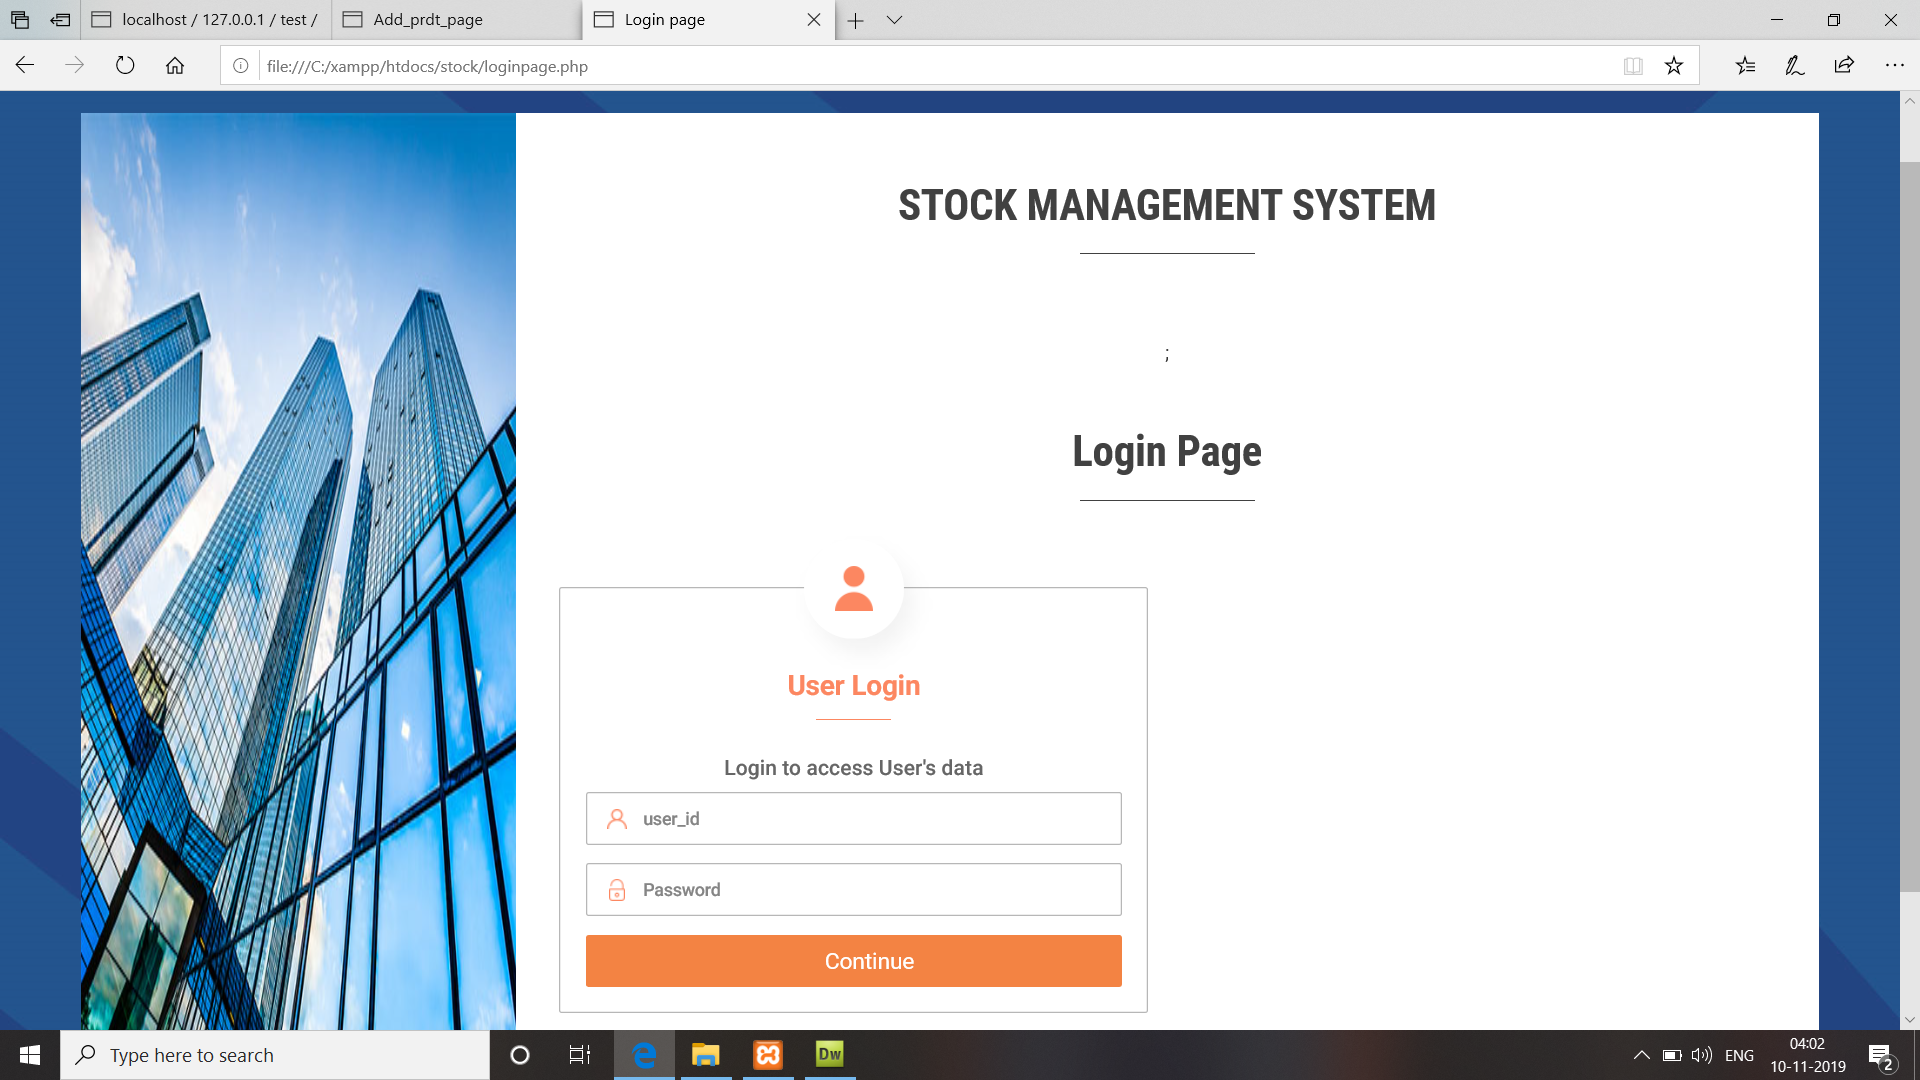 localhost / 127.0.0.1 / test /
Add_prdt_page
Login page
file:///C:/xampp/htdocs/stock/loginpage.php
STOCK MANAGEMENT SYSTEM
;
Login Page
User Login
Login to access User's data
user_id
Password
Continue
Type here to search
Dw
ENG
04:02
10-11-2019
2